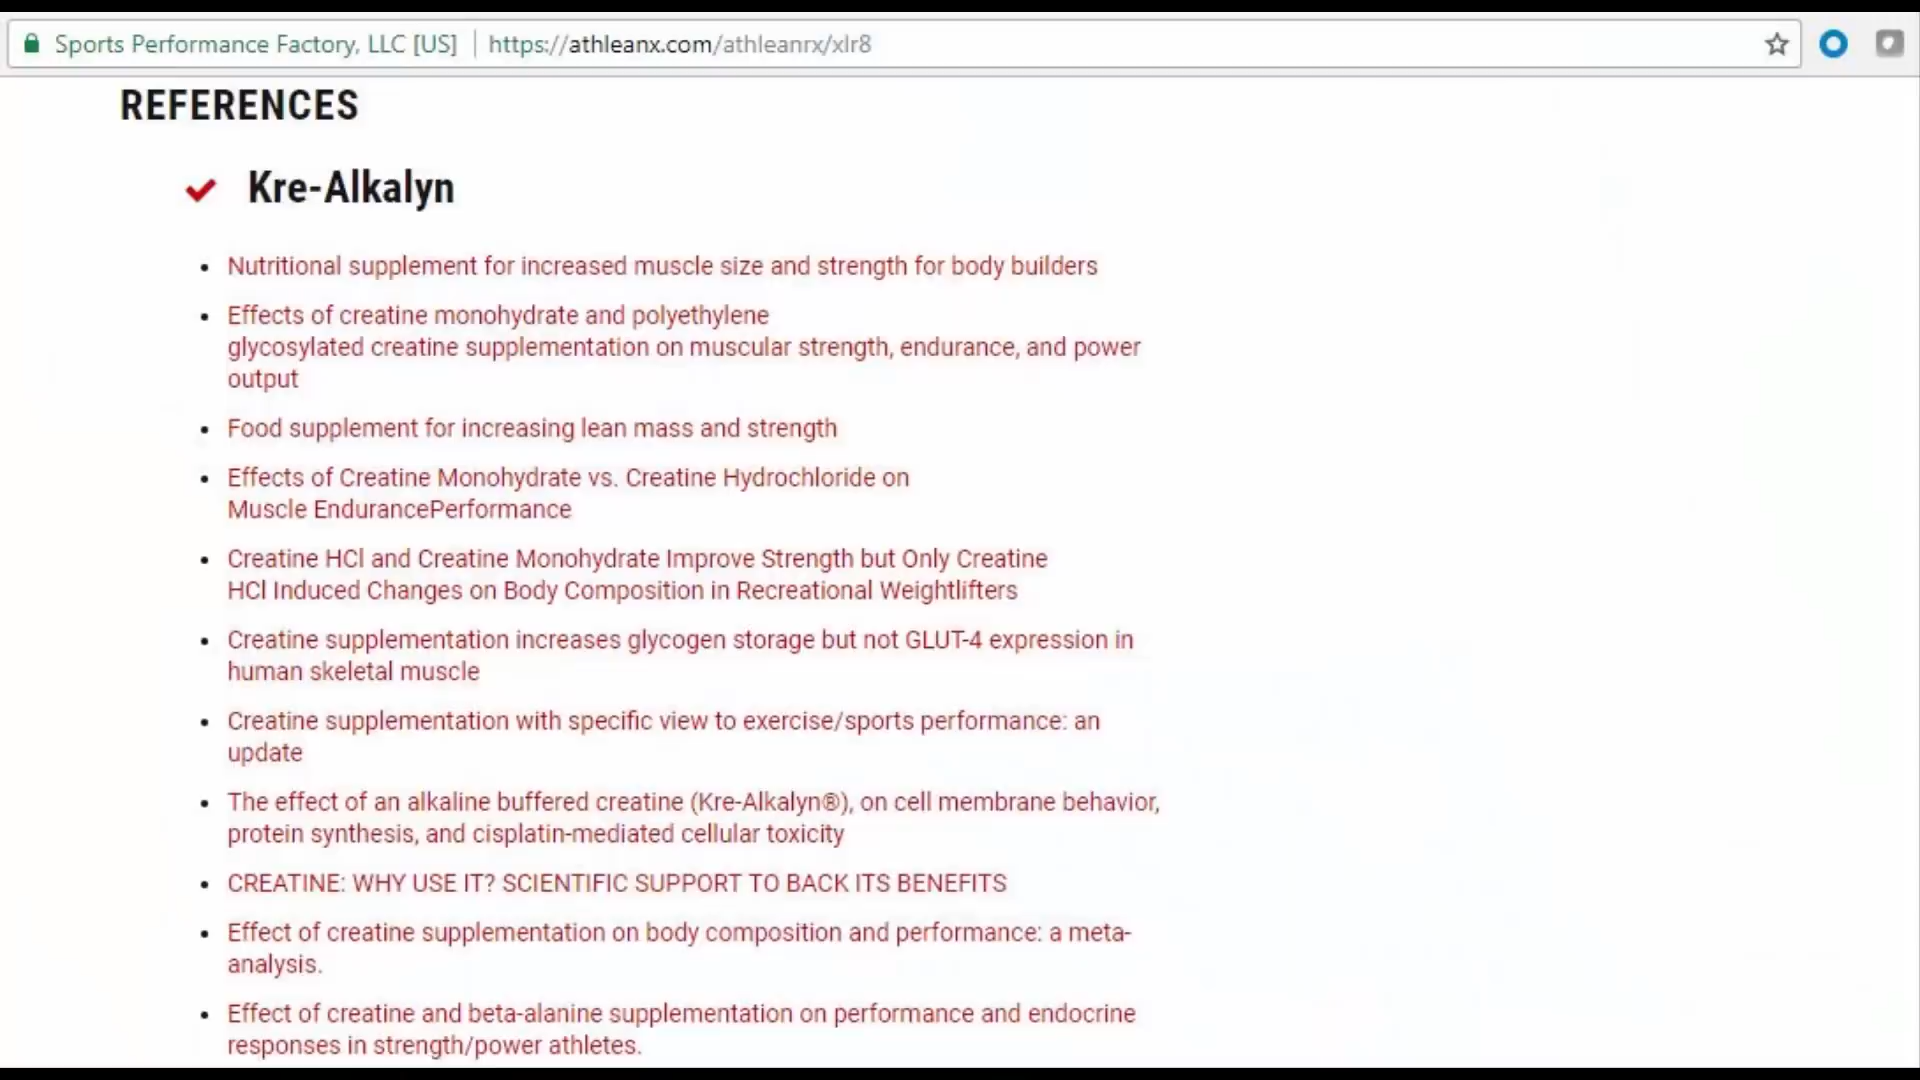 Sports Performance Factory, LLC [US] https://athleanx.com/athleanrx/xlr8
REFERENCES
Kre-Alkalyn
Nutritional supplement for increased muscle size and strength for body builders
Effects of creatine monohydrate and polyethylene
glycosylated creatine supplementation on muscular strength, endurance, and power
output
Food supplement for increasing lean mass and strength
Effects of Creatine Monohydrate vs. Creatine Hydrochloride on
Muscle EndurancePerformance
Creatine HCl and Creatine Monohydrate Improve Strength but Only Creatine
HCl Induced Changes on Body Composition in Recreational Weightlifters
Creatine supplementation increases glycogen storage but not GLUT-4 expression in
human skeletal muscle
Creatine supplementation with specific view to exercise/sports performance: an
update
The effect of an alkaline buffered creatine (Kre-Alkalyn®), on cell membrane behavior,
protein synthesis, and cisplatin-mediated cellular toxicity
CREATINE: WHY USE IT? SCIENTIFIC SUPPORT TO BACK ITS BENEFITS
Effect of creatine supplementation on body composition and performance: a meta-
analysis.
Effect of creatine and beta-alanine supplementation on performance and endocrine
responses in strength/power athletes.